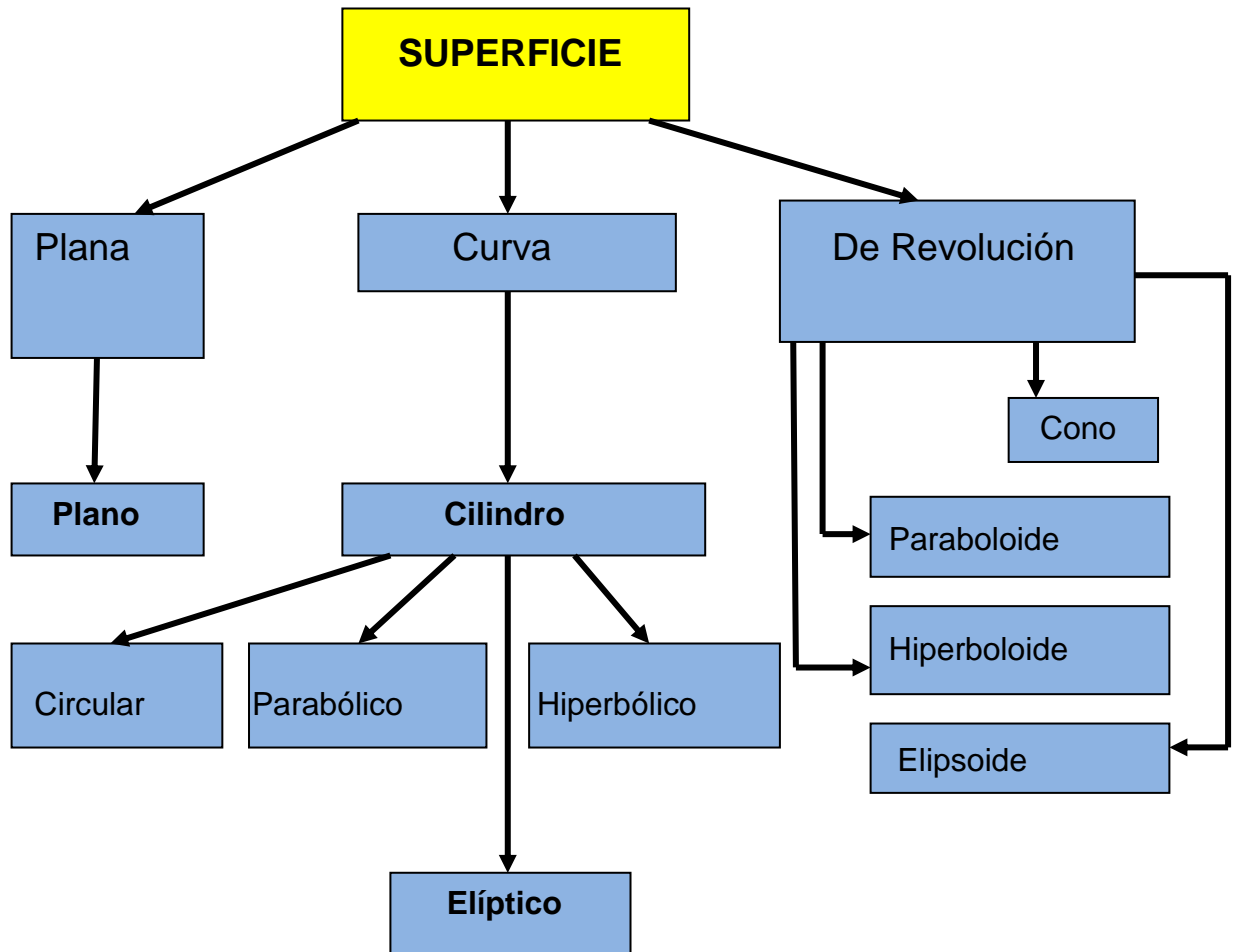 SUPERFICIE
Plana
Curva
De Revolución
Cono
Plano
Cilindro
Paraboloide
Hiperboloide
Circular
Parabólico
Hiperbólico
Elipsoide
Elíptico